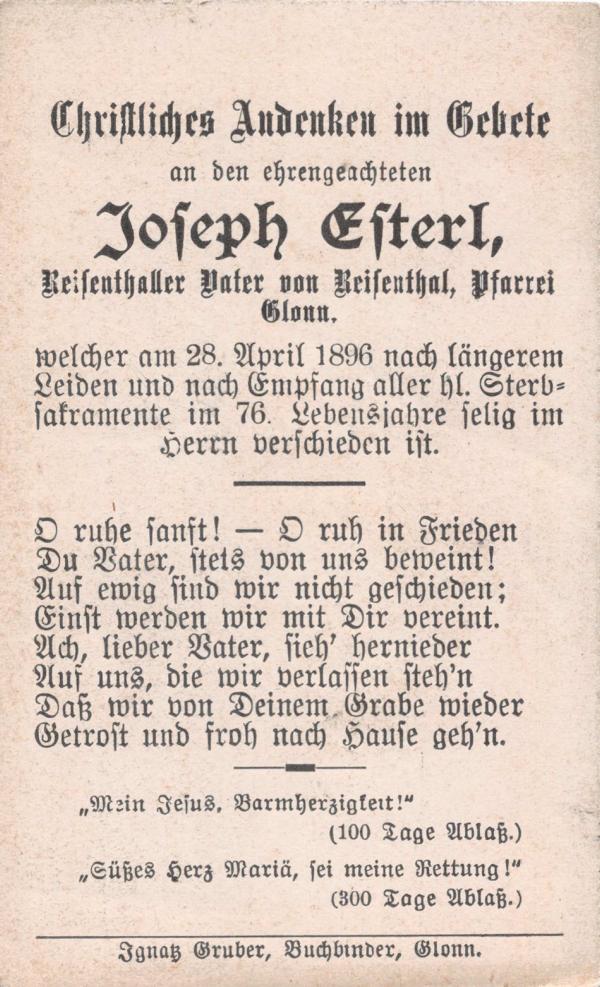 Christliches Andenken im Gebete
an den ehrengeachteten
Joseph Esterl,
Reisenthaller Vater von Reisenthal, Pfarrei
Glonn.
welcher am 28. April 1896 nach längerem
Leiden und nach Empfang aller hl. Sterb-
sakramente im 76. Lebensjahre selig im
Herrn verschieden ist.
O ruhe sanft! — O ruh in Frieden
Du Vater, stets von uns beweint!
Auf ewig sind wir nicht geschieden;
Einst werden wir mit Dir vereint.
Ach, lieber Vater, sieh' hernieder
Auf uns, die wir verlassen steh'n
Daß wir von Deinem Grabe wieder
Getrost und froh nach Hause geh'n.
„Mein Jesus, Barmherzigkeit!“
(100 Tage Ablaß.)
„Süßes Herz Mariä, sei meine Rettung!“
(300 Tage Ablaß.)
Ignatz Gruber, Buchbinder, Glonn.